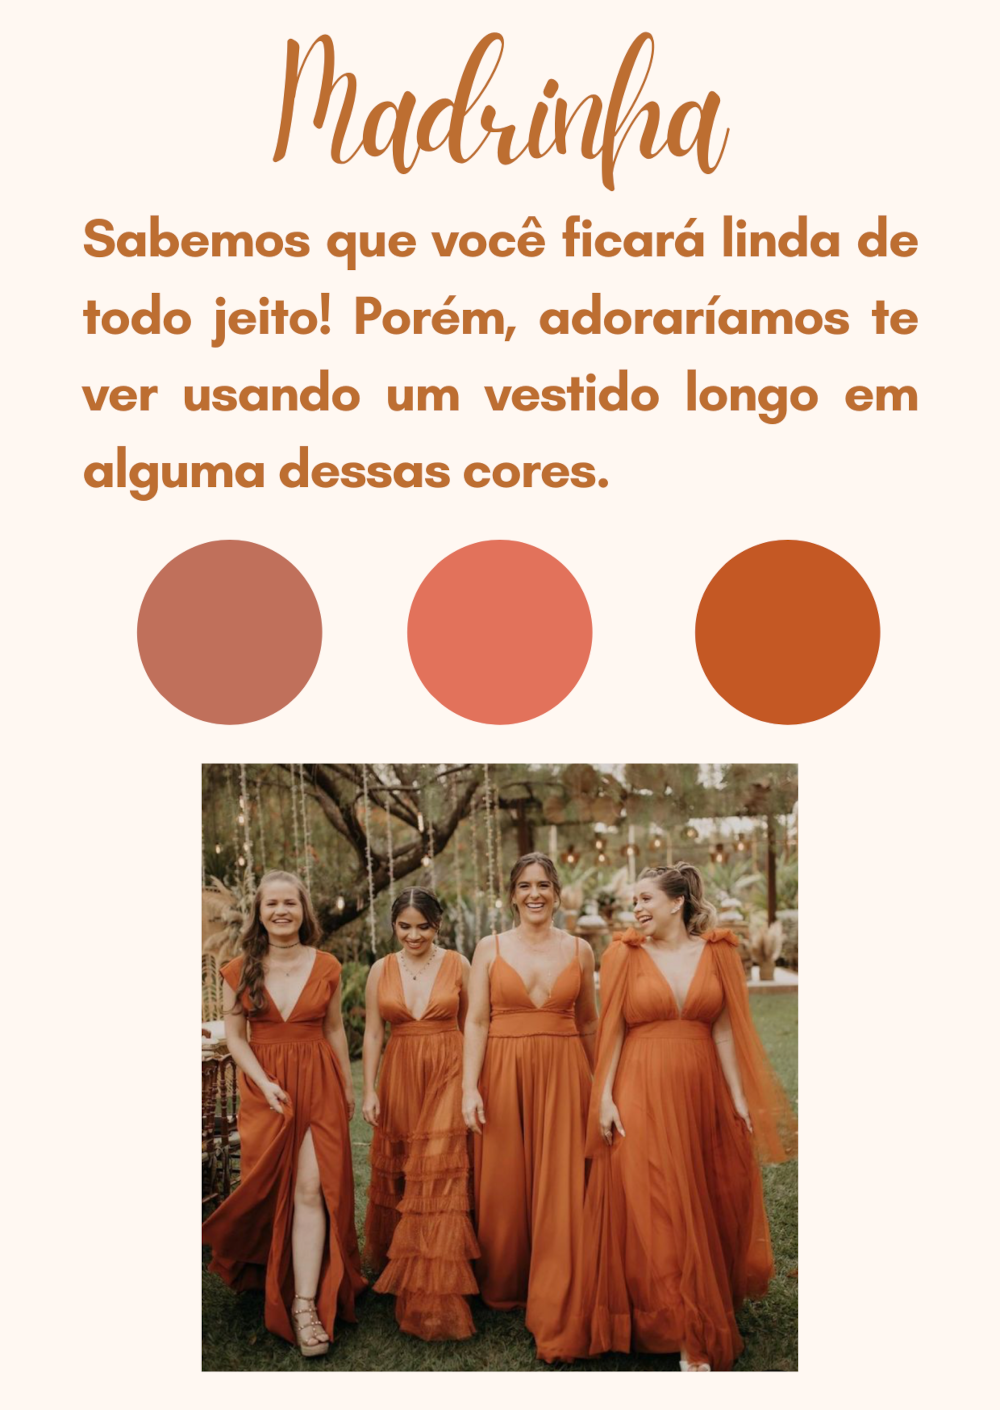 Madrinha
Sabemos que você ficará linda de
todo jeito! Porém, adoraríamos te
ver usando um vestido longo em
alguma dessas cores.